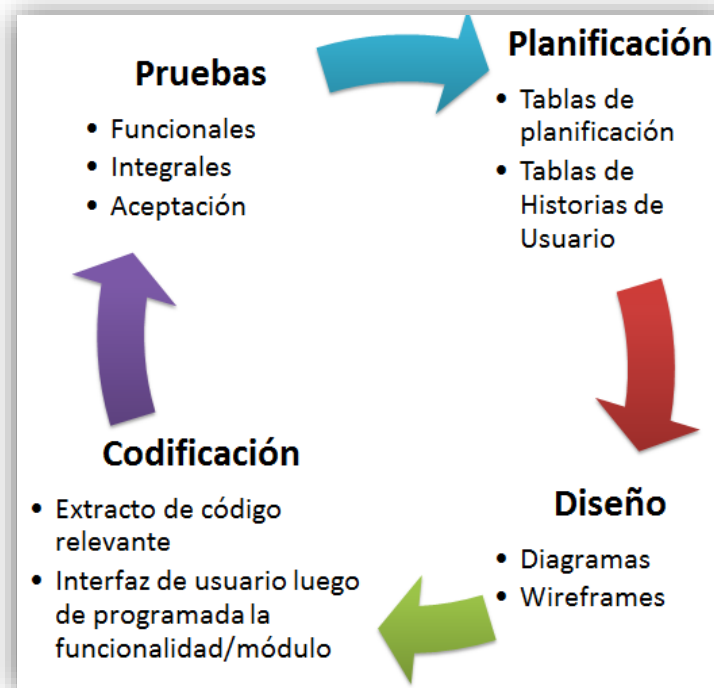 Pruebas
• Funcionales
• Integrales
• Aceptación
Planificación
• Tablas de
planificación
• Tablas de
Historias de
Usuario
Diseño
• Diagramas
• Wireframes
Codificación
• Extracto de código
relevante
• Interfaz de usuario luego
de programada la
funcionalidad/módulo